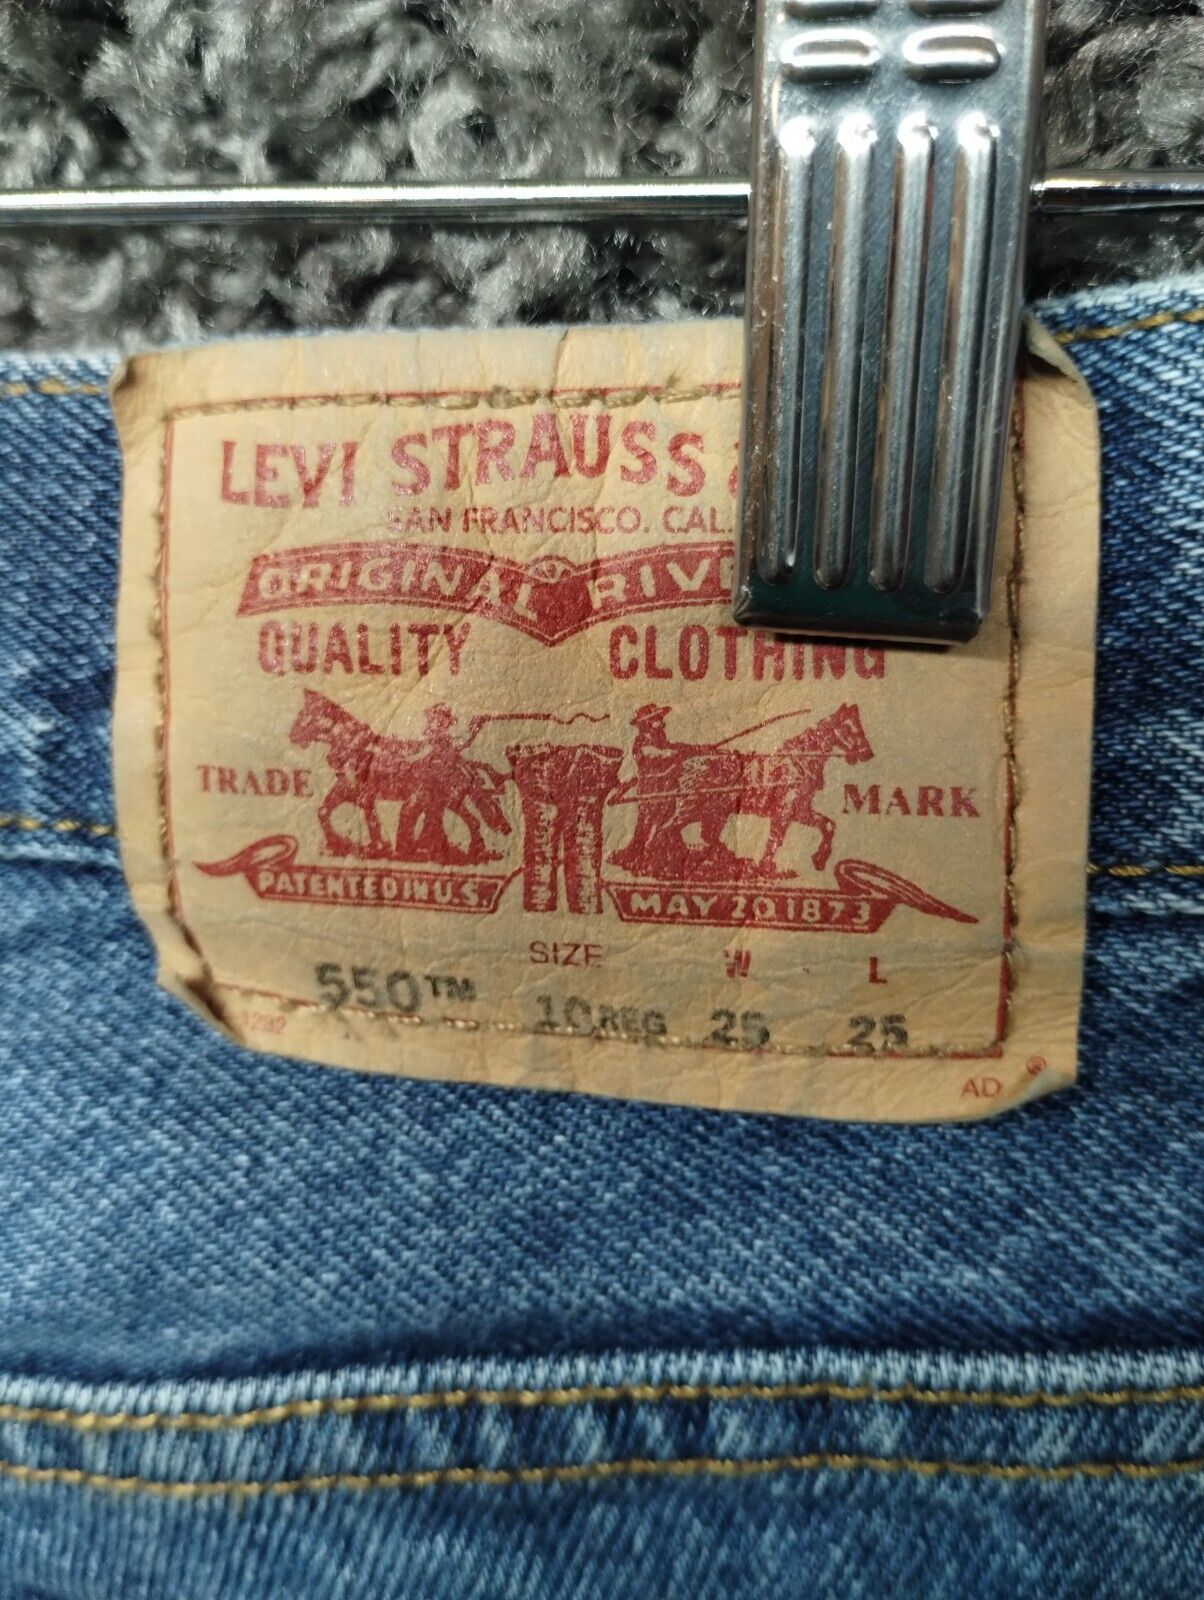 LEVI STRAUSS
SAN FRANCISCO. CAL.
ORIGINAL RIV
QUALITY CLOTHING
TRADE MARK
PATENTED IN U.S. MAY 20 1873
SIZE W L
550™ 10 REG 25 25
AD ®